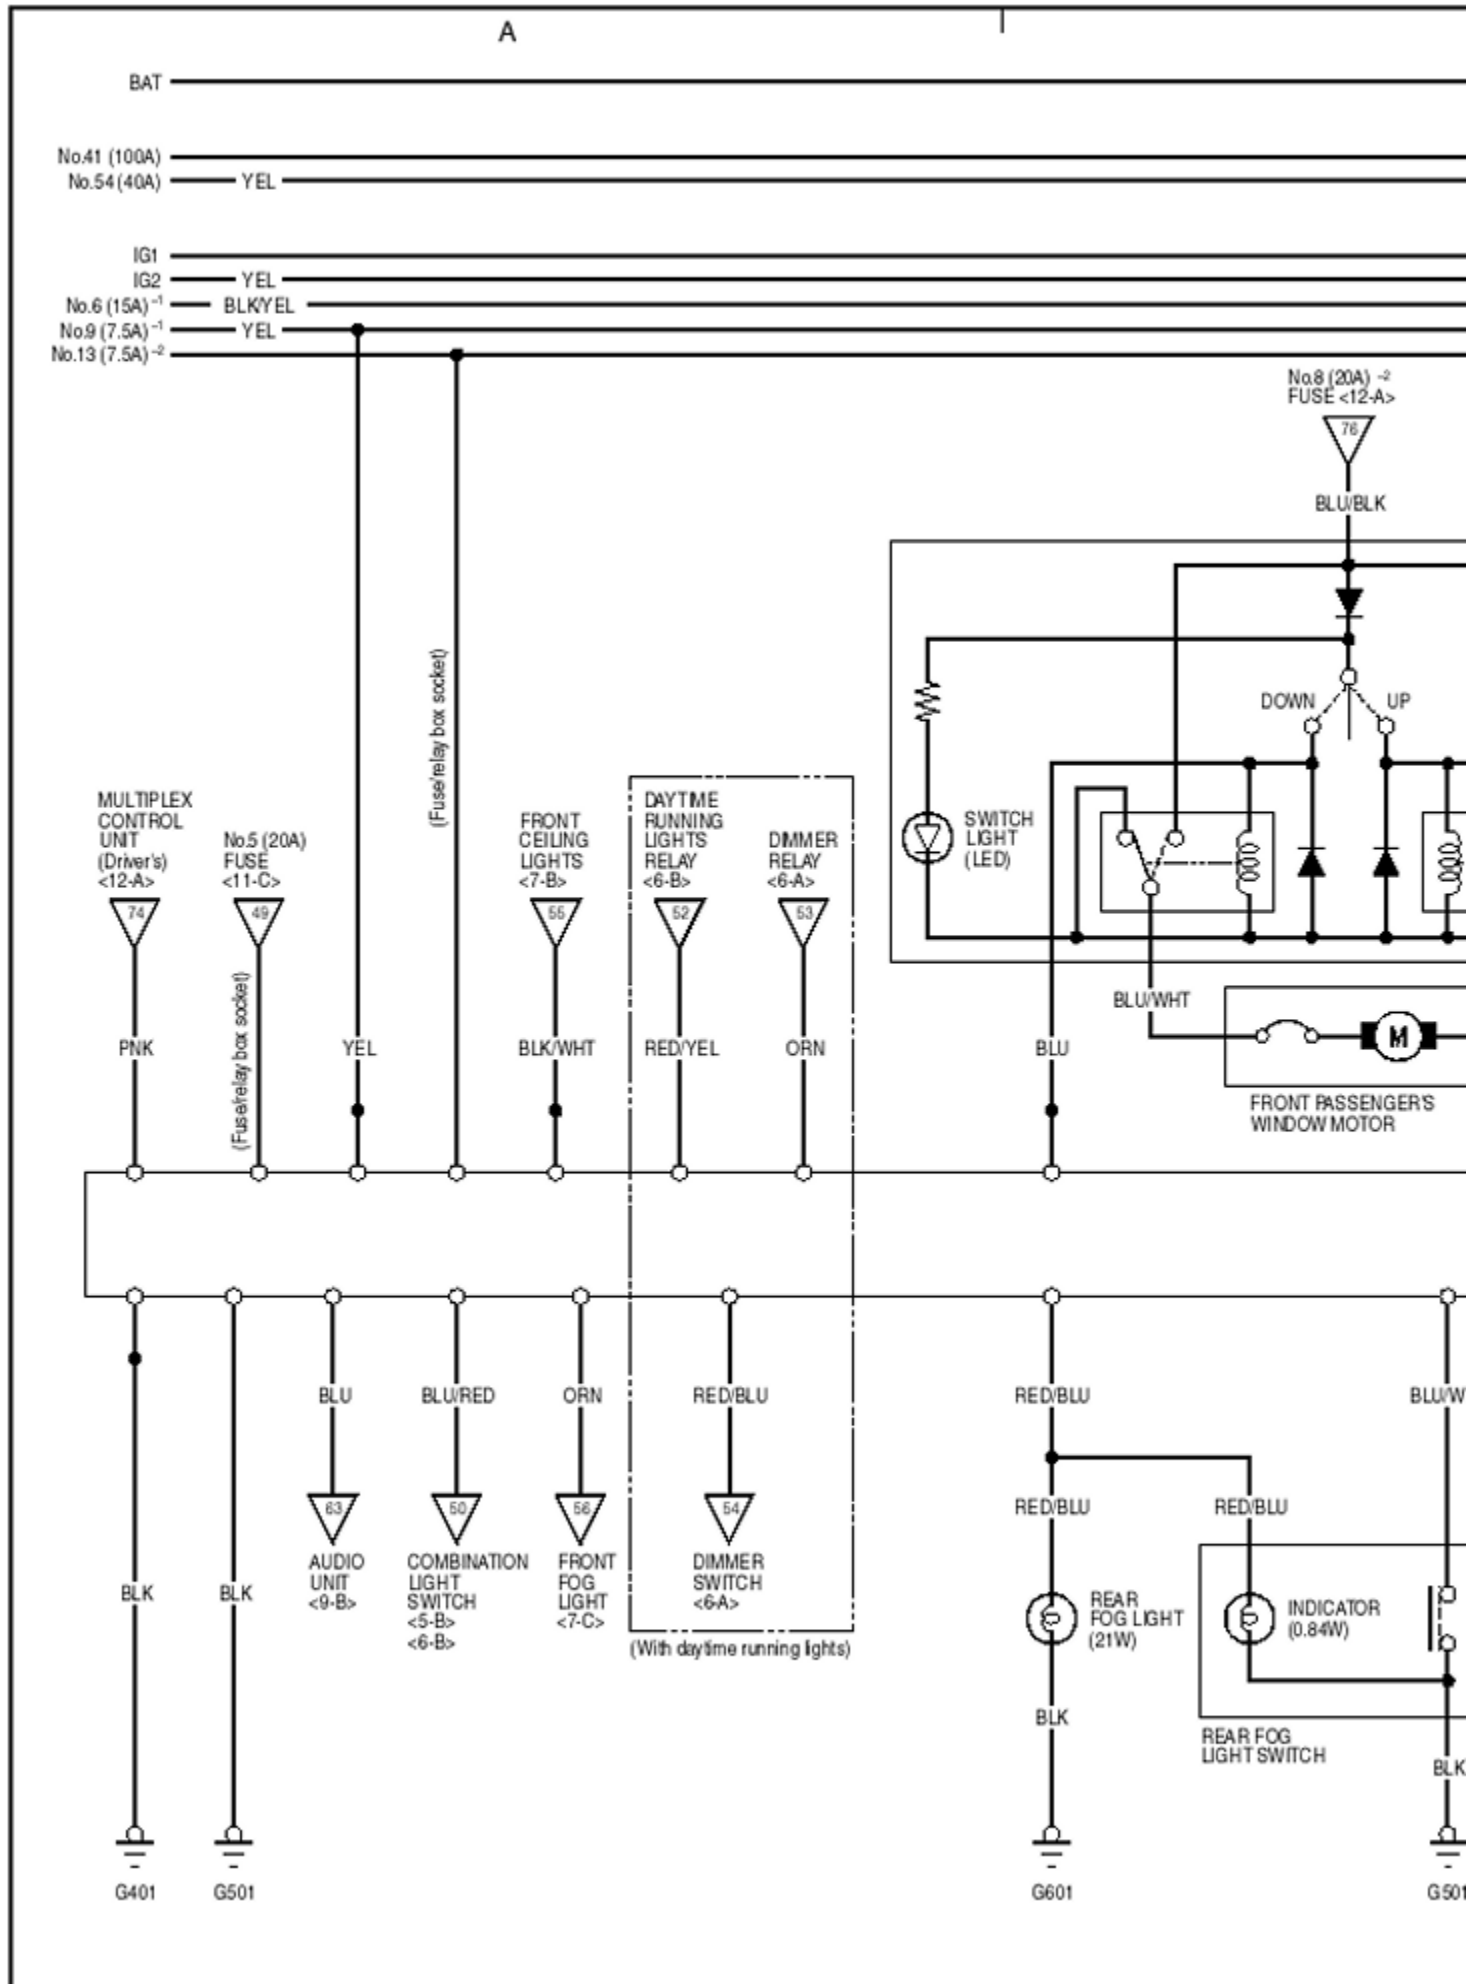 A
BAT
No.41 (100A)
No.54 (40A)
YEL
IG1
IG2
YEL
No.6 (15A) –1
BLK/YEL
No.9 (7.5A) –1
YEL
No.13 (7.5A) –2
No.8 (20A) –2
FUSE <12-A>
76
BLU/BLK
DOWN
UP
(Fuse/relay box socket)
MULTIPLEX
CONTROL
UNIT
(Driver's)
<12-A>
74
No.5 (20A)
FUSE
<11-C>
49
FRONT
CEILING
LIGHTS
<7-B>
55
DAYTIME
RUNNING
LIGHTS
RELAY
<6-B>
52
DIMMER
RELAY
<6-A>
53
SWITCH
LIGHT
(LED)
(Fuse/relay box socket)
BLU/WHT
PNK
YEL
BLK/WHT
RED/YEL
ORN
BLU
M
FRONT PASSENGER'S
WINDOW MOTOR
BLU
BLU/RED
ORN
RED/BLU
RED/BLU
BLU/W
63
50
56
54
RED/BLU
RED/BLU
AUDIO
UNIT
<9-B>
COMBINATION
LIGHT
SWITCH
<5-B>
<6-B>
FRONT
FOG
LIGHT
<7-C>
DIMMER
SWITCH
<6-A>
BLK
BLK
(With daytime running lights)
REAR
FOG LIGHT
(21W)
INDICATOR
(0.84W)
BLK
REAR FOG
LIGHT SWITCH
BLK
G401
G501
G601
G501